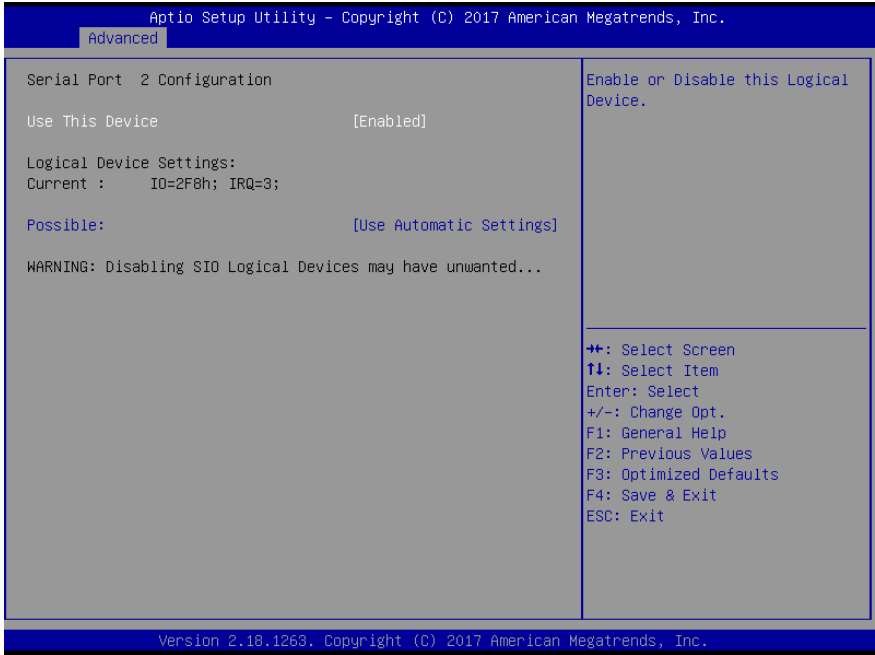 Aptio Setup Utility – Copyright (C) 2017 American Megatrends, Inc.
Advanced
Serial Port  2 Configuration
Use This Device [Enabled]
Logical Device Settings:
Current : IO=2F8h; IRQ=3;
Possible: [Use Automatic Settings]
WARNING: Disabling SIO Logical Devices may have unwanted...
Enable or Disable this Logical
Device.
→←: Select Screen
↑↓: Select Item
Enter: Select
+/-: Change Opt.
F1: General Help
F2: Previous Values
F3: Optimized Defaults
F4: Save & Exit
ESC: Exit
Version 2.18.1263. Copyright (C) 2017 American Megatrends, Inc.